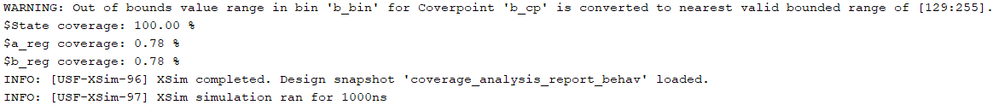 WARNING: Out of bounds value range in bin 'b_bin' for Coverpoint 'b_cp' is converted to nearest valid bounded range of [129:255].
$State coverage: 100.00 %
$a_reg coverage: 0.78 %
$b_reg coverage: 0.78 %
INFO: [USF-XSim-96] XSim completed. Design snapshot 'coverage_analysis_report_behav' loaded.
INFO: [USF-XSim-97] XSim simulation ran for 1000ns